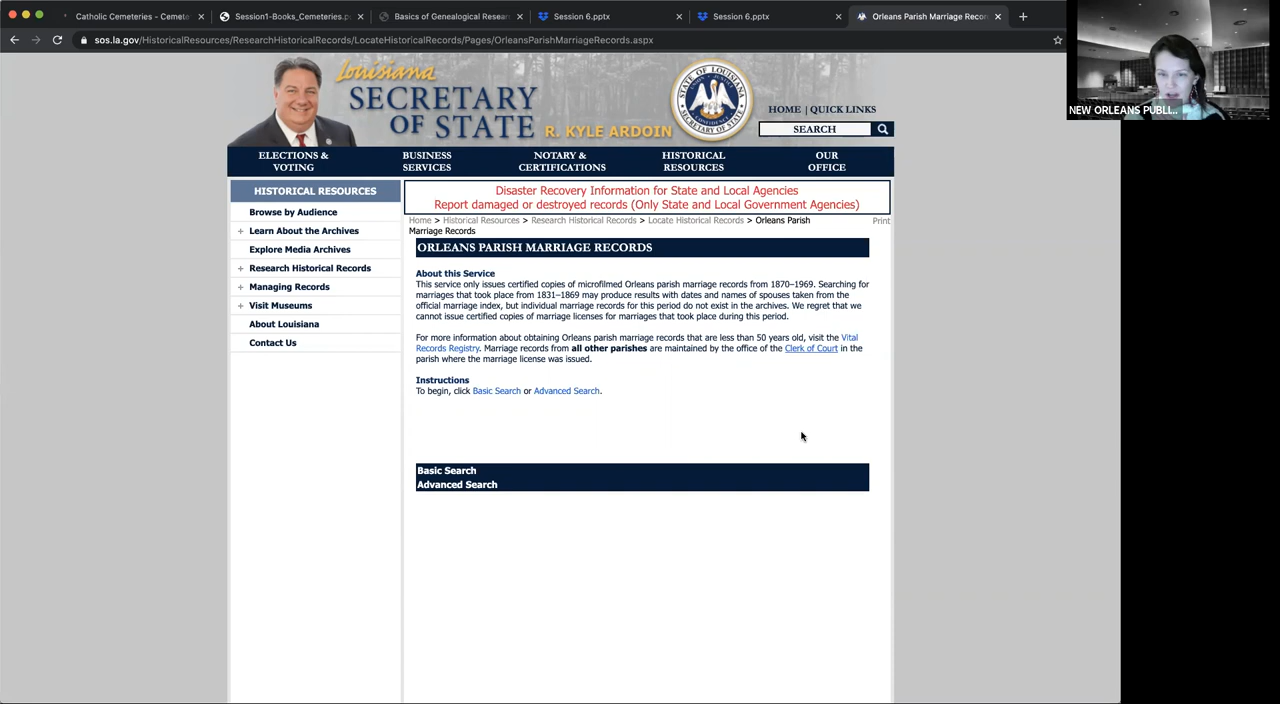 Catholic Cemeteries - Cemeto
Session1-Books_Cemeteries.p
Basics of Genealogical Resear
Session 6.pptx
Session 6.pptx
Orleans Parish Marriage Recor
sos.la.gov/HistoricalResources/ResearchHistoricalRecords/LocateHistoricalRecords/Pages/OrleansParishMarriageRecords.aspx
NEW ORLEANS PUBLI...
Louisiana
SECRETARY
OF STATE R. KYLE ARDOIN
STATE OF LOUISIANA
HOME | QUICK LINKS
SEARCH
ELECTIONS &
VOTING
BUSINESS
SERVICES
NOTARY &
CERTIFICATIONS
HISTORICAL
RESOURCES
OUR
OFFICE
HISTORICAL RESOURCES
Browse by Audience
+ Learn About the Archives
Explore Media Archives
+ Research Historical Records
+ Managing Records
+ Visit Museums
About Louisiana
Contact Us
Disaster Recovery Information for State and Local Agencies
Report damaged or destroyed records (Only State and Local Government Agencies)
Home > Historical Resources > Research Historical Records > Locate Historical Records > Orleans Parish
Marriage Records
Print
ORLEANS PARISH MARRIAGE RECORDS
About this Service
This service only issues certified copies of microfilmed Orleans parish marriage records from 1870–1969. Searching for
marriages that took place from 1831–1869 may produce results with dates and names of spouses taken from the
official marriage index, but individual marriage records for this period do not exist in the archives. We regret that we
cannot issue certified copies of marriage licenses for marriages that took place during this period.
For more information about obtaining Orleans parish marriage records that are less than 50 years old, visit the Vital
Records Registry. Marriage records from all other parishes are maintained by the office of the Clerk of Court in the
parish where the marriage license was issued.
Instructions
To begin, click Basic Search or Advanced Search.
Basic Search
Advanced Search